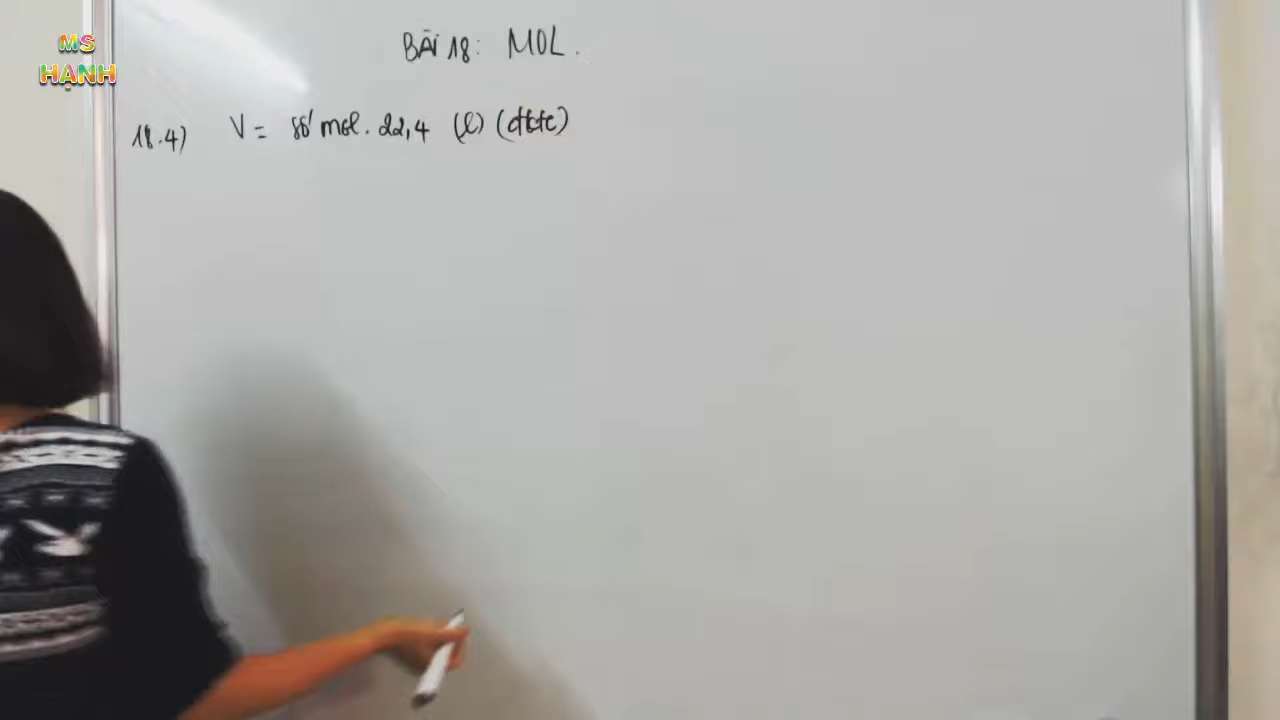 MS
HẠNH
BÀI 18: MOL.
18.4) V = số mol. 22,4 (l) (đktc)